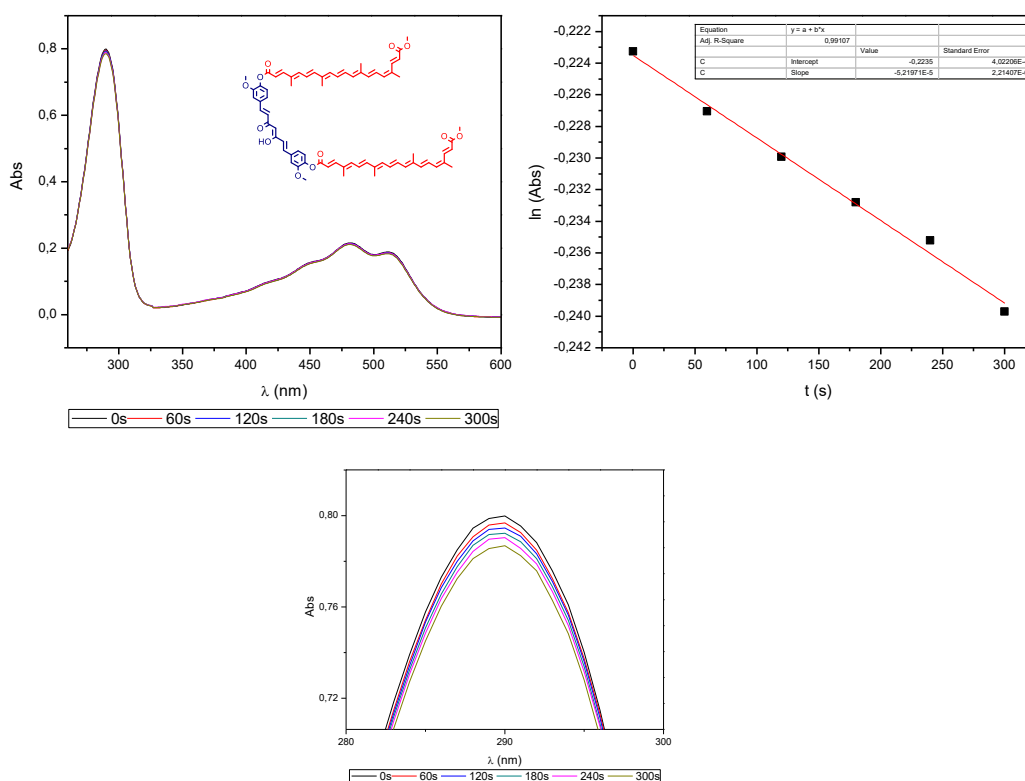 0,8
0,6
0,4
0,2
0,0
Abs
300
350
400
450
500
550
600
λ (nm)
0s
60s
120s
180s
240s
300s
O
O
O
O
O
HO
O
O
O
O
O
O
-0,222
-0,224
-0,226
-0,228
-0,230
-0,232
-0,234
-0,236
-0,238
-0,240
-0,242
ln (Abs)
0
50
100
150
200
250
300
t (s)
Equation y = a + b*x
Adj. R-Square 0,99107
Value Standard Error
C Intercept -0,2235 4,02206E-
C Slope -5,21971E-5 2,21407E-
0,80
0,76
0,72
Abs
280
290
300
λ (nm)
0s
60s
120s
180s
240s
300s